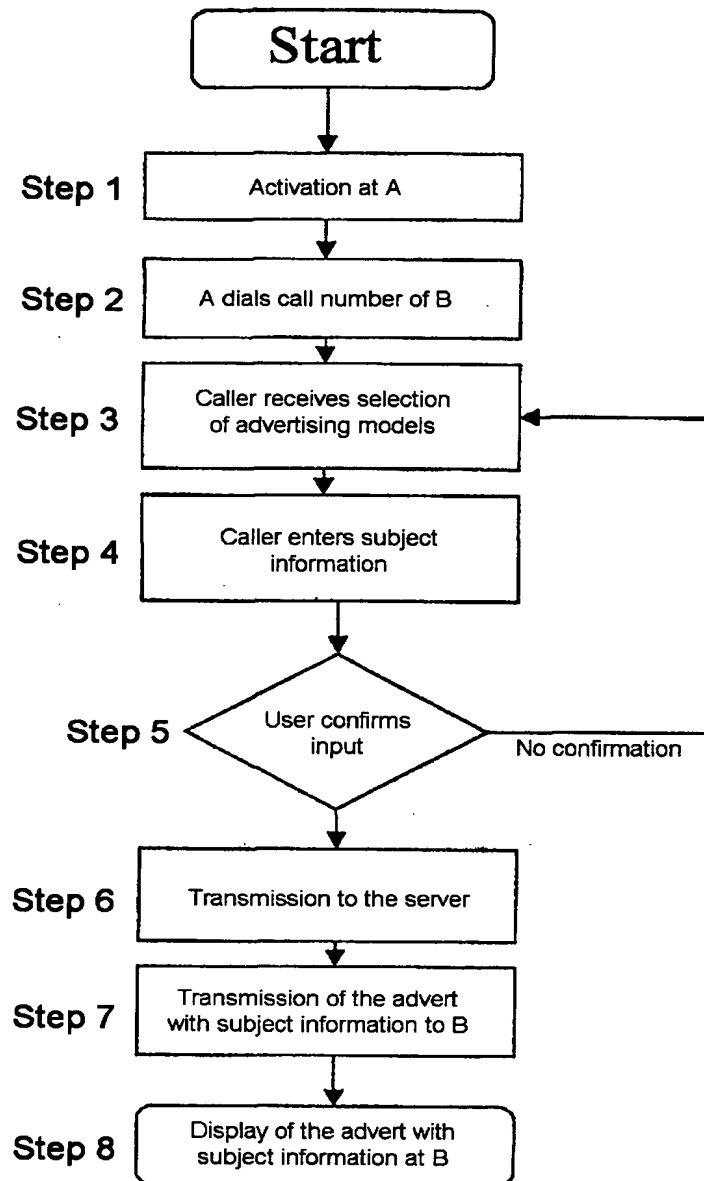 Start
Step 1
Activation at A
Step 2
A dials call number of B
Step 3
Caller receives selection
of advertising models
Step 4
Caller enters subject
information
Step 5
User confirms
input
No confirmation
Step 6
Transmission to the server
Step 7
Transmission of the advert
with subject information to B
Step 8
Display of the advert with
subject information at B